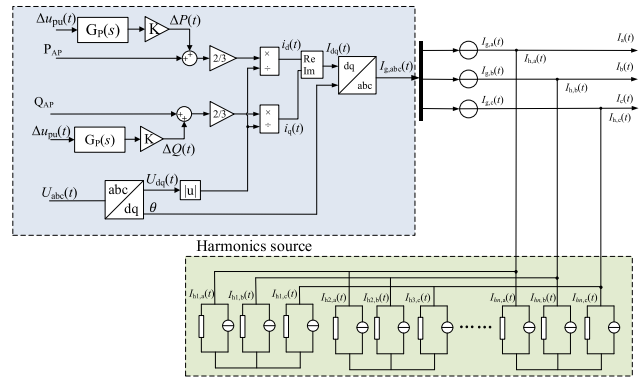 Δu_pu(t)
G_P(s)
K
ΔP(t)
P_AP
+
+
2/3
×
÷
i_d(t)
Re
Im
I_dq(t)
dq
abc
I_g,abc(t)
Q_AP
+
+
2/3
×
÷
i_q(t)
Δu_pu(t)
G_P(s)
K
ΔQ(t)
U_abc(t)
abc
dq
U_dq(t)
|u|
θ
I_g,a(t)
I_h,a(t)
I_a(t)
I_g,b(t)
I_h,b(t)
I_b(t)
I_g,c(t)
I_c(t)
I_h,c(t)
Harmonics source
I_h1,a(t)
I_h1,b(t)
I_h1,c(t)
I_h2,a(t)
I_h2,b(t)
I_h3,c(t)
......
I_hn,a(t)
I_hn,b(t)
I_hn,c(t)